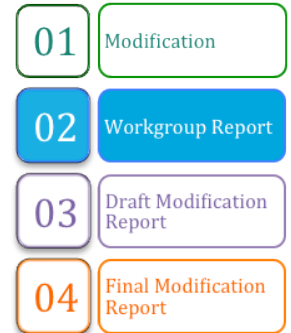 01
Modification
02
Workgroup Report
03
Draft Modification
Report
04
Final Modification
Report